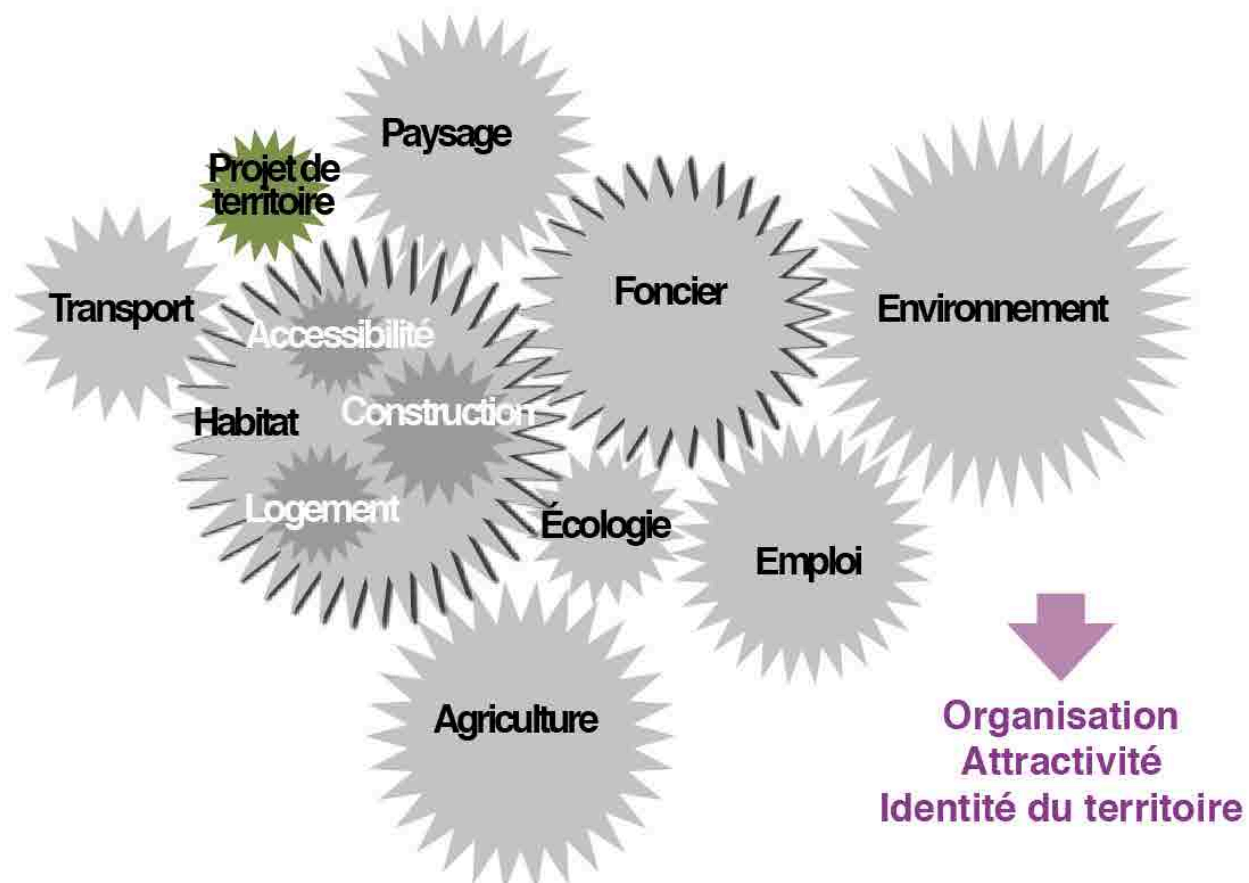 Paysage
Projet de
territoire
Transport
Foncier
Environnement
Accessibilité
Habitat
Construction
Logement
Écologie
Emploi
Agriculture
Organisation
Attractivité
Identité du territoire